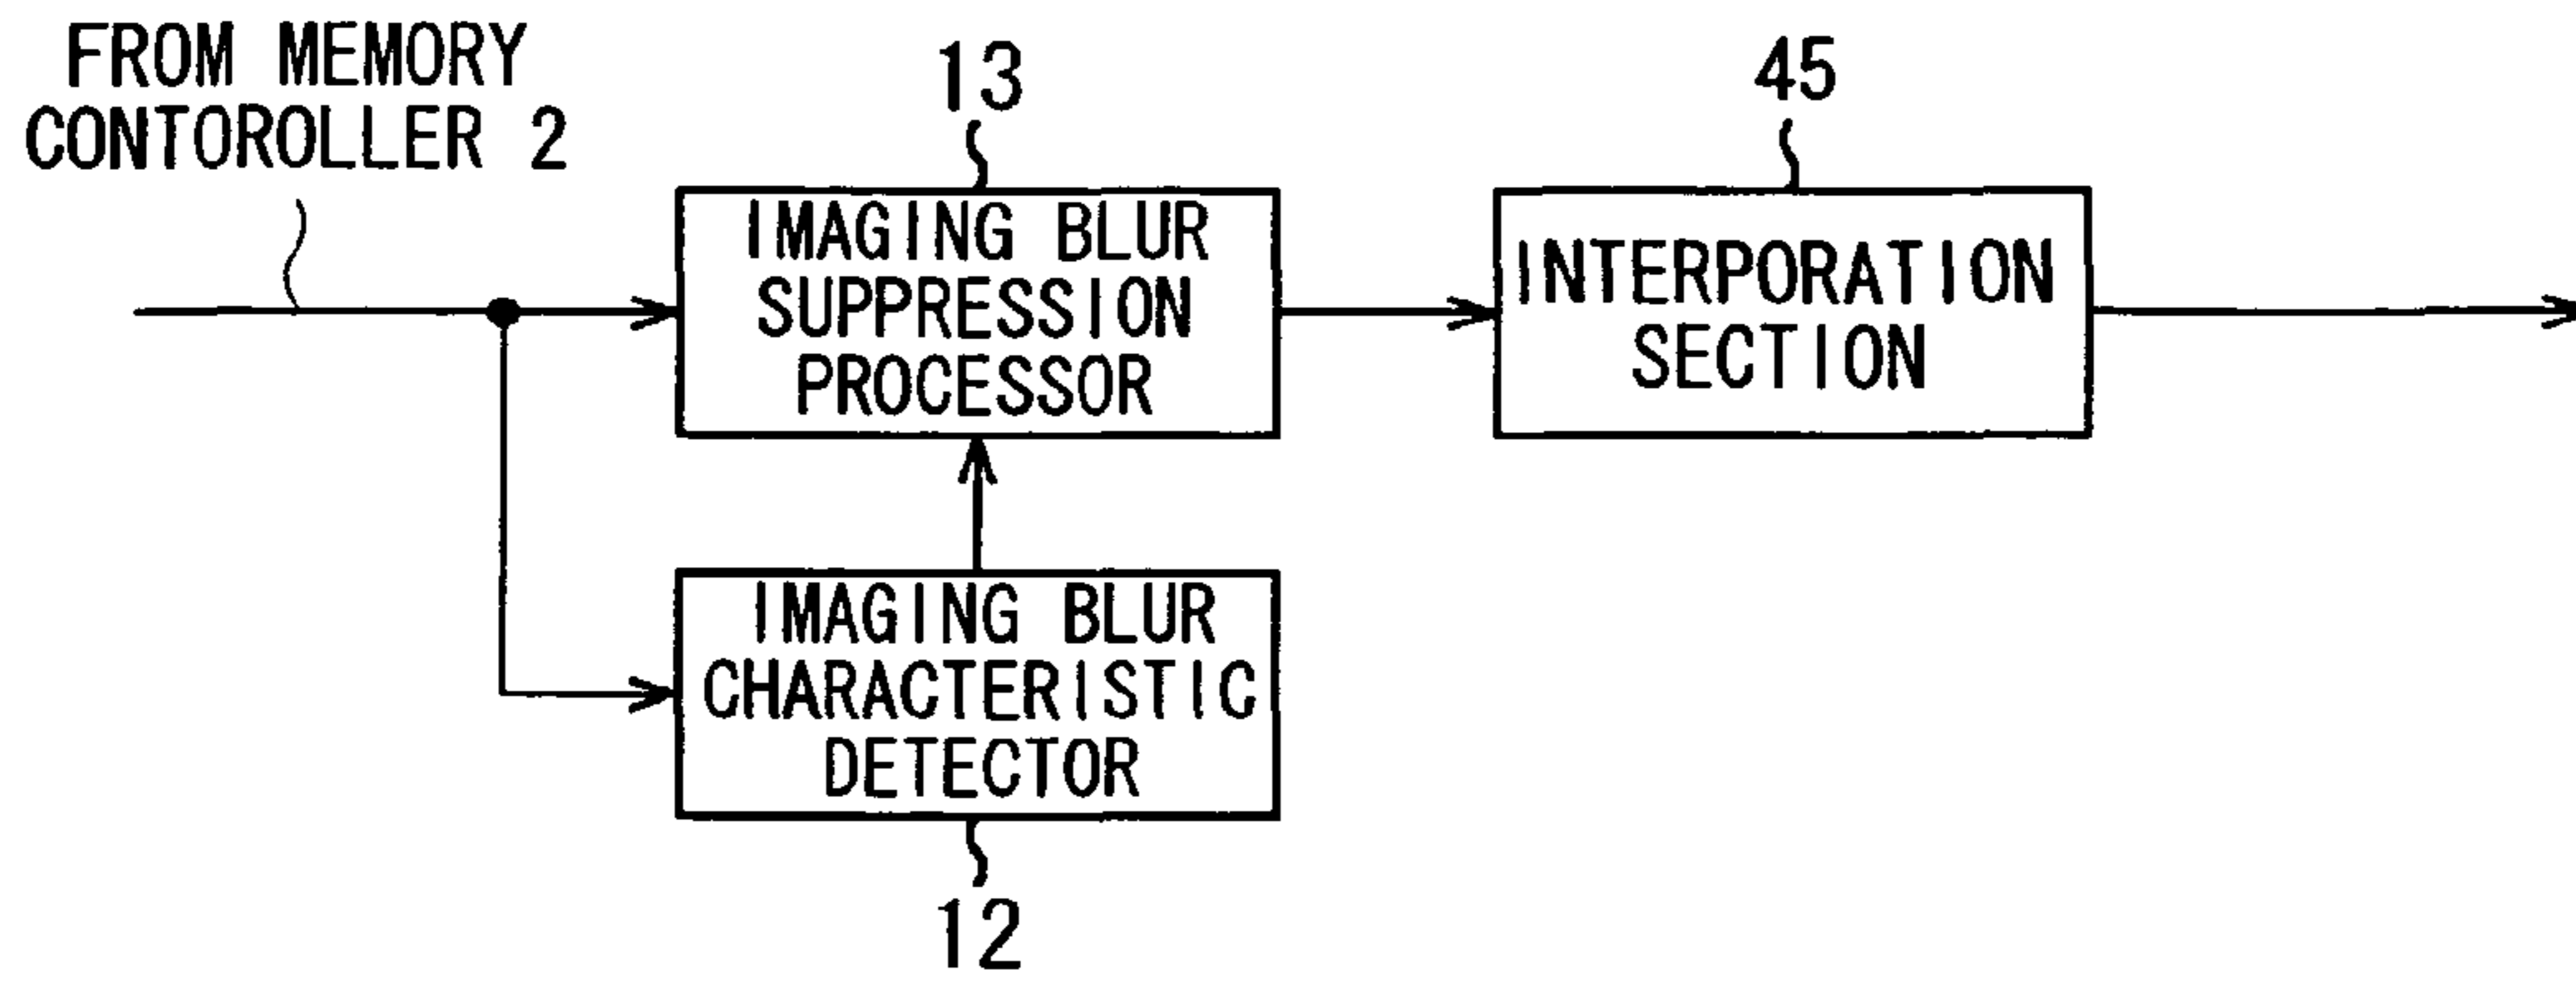 FROM MEMORY
CONTOROLLER 2
13
45
IMAGING BLUR
SUPPRESSION
PROCESSOR
INTERPORATION
SECTION
IMAGING BLUR
CHARACTERISTIC
DETECTOR
12